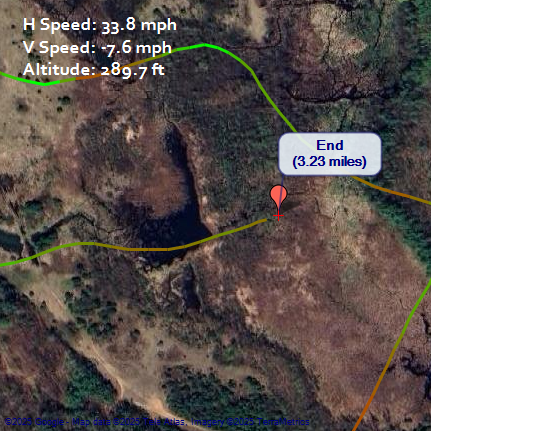 H Speed: 33.8 mph
V Speed: -7.6 mph
Altitude: 289.7 ft
End
(3.23 miles)